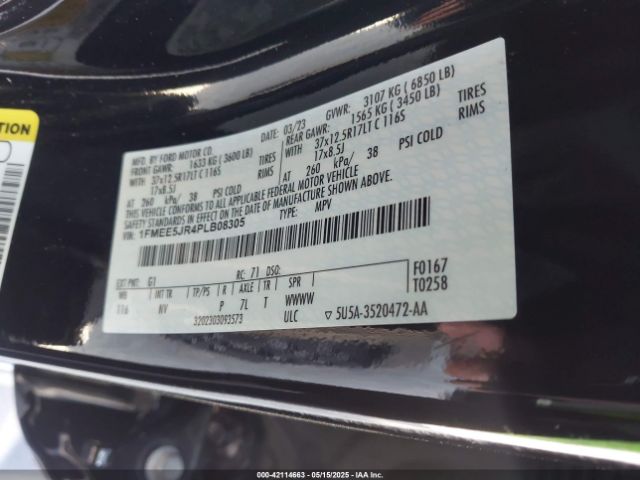 MFD. BY FORD MOTOR CO.
DATE: 03/23
GVWR: 3107 KG ( 6850 LB)
FRONT GAWR: 1633 KG ( 3600 LB)
REAR GAWR: 1565 KG ( 3450 LB)
WITH 37x12.5R17LT C 116S TIRES
WITH 37x12.5R17LT C 116S TIRES
17x8.5J RIMS
17x8.5J RIMS
AT 260 kPa/ 38 PSI COLD
AT 260 kPa/ 38 PSI COLD
THIS VEHICLE CONFORMS TO ALL APPLICABLE FEDERAL MOTOR VEHICLE
SAFETY STANDARDS IN EFFECT ON THE DATE OF MANUFACTURE SHOWN ABOVE.
VIN: 1FMEE5JR4PLB08305
TYPE: MPV
EXT PNT: G1 RC: 71 DSO: F0167
WB INT TR TP/PS R AXLE TR SPR T0258
116 NV P 7L T WWWW
3202303093573 ULC ▽ 5U5A-3520472-AA
000-42114663 - 05/15/2025 - IAAI.com